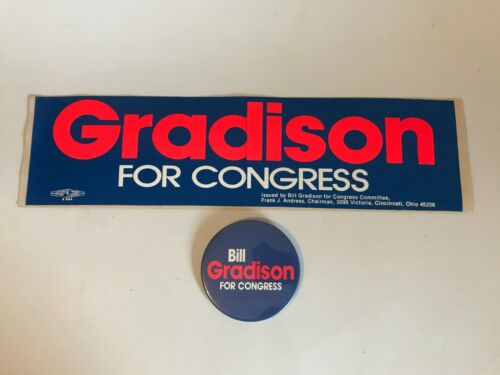 Gradison
FOR CONGRESS
Issued by Bill Gradison for Congress Committee,
Frank J. Andress, Chairman, 3095 Victoria, Cincinnati, Ohio 45208
Bill
Gradison
FOR CONGRESS